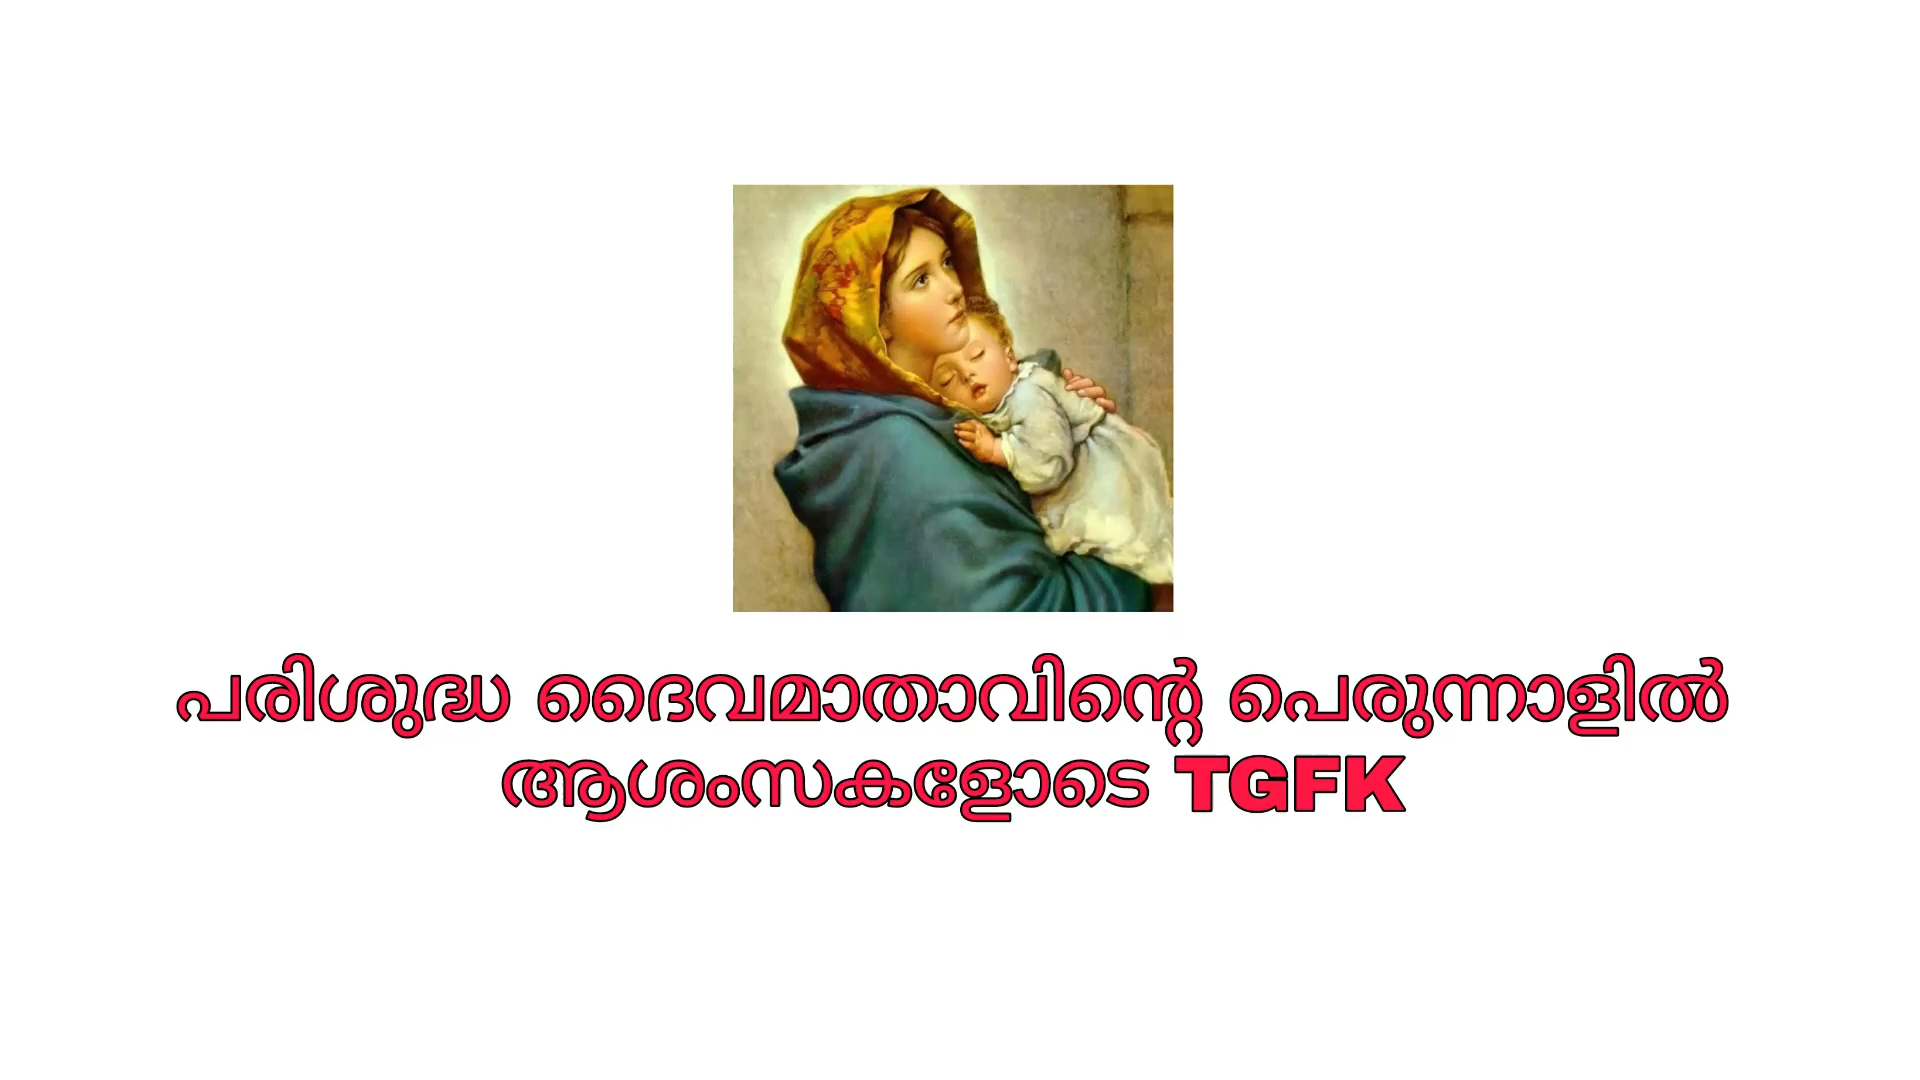 പരിശുദ്ധ ദൈവമാതാവിന്റെ പെരുന്നാളിൽ
ആശംസകളോടെ TGFK